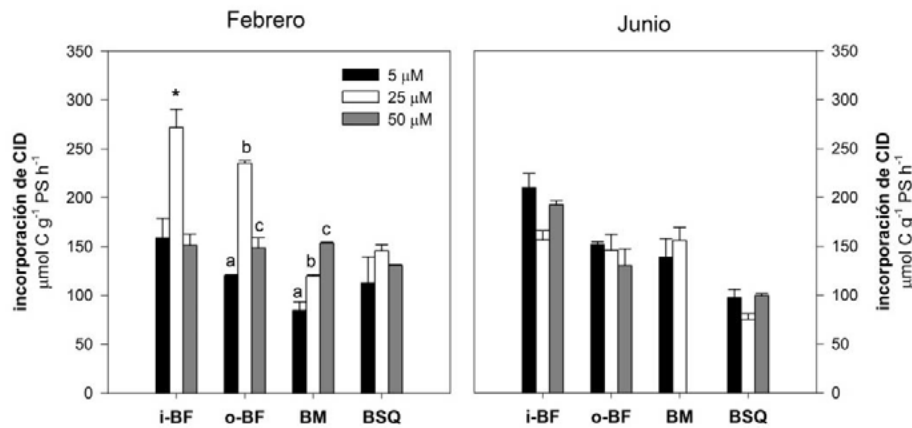 Febrero
Junio
incorporación de CID
µmol C g⁻¹ PS h⁻¹
350
300
250
200
150
100
50
0
5 µM
25 µM
50 µM
*
a
b
c
a
b
c
i-BF
o-BF
BM
BSQ
i-BF
o-BF
BM
BSQ
350
300
250
200
150
100
50
0
incorporación de CID
µmol C g⁻¹ PS h⁻¹